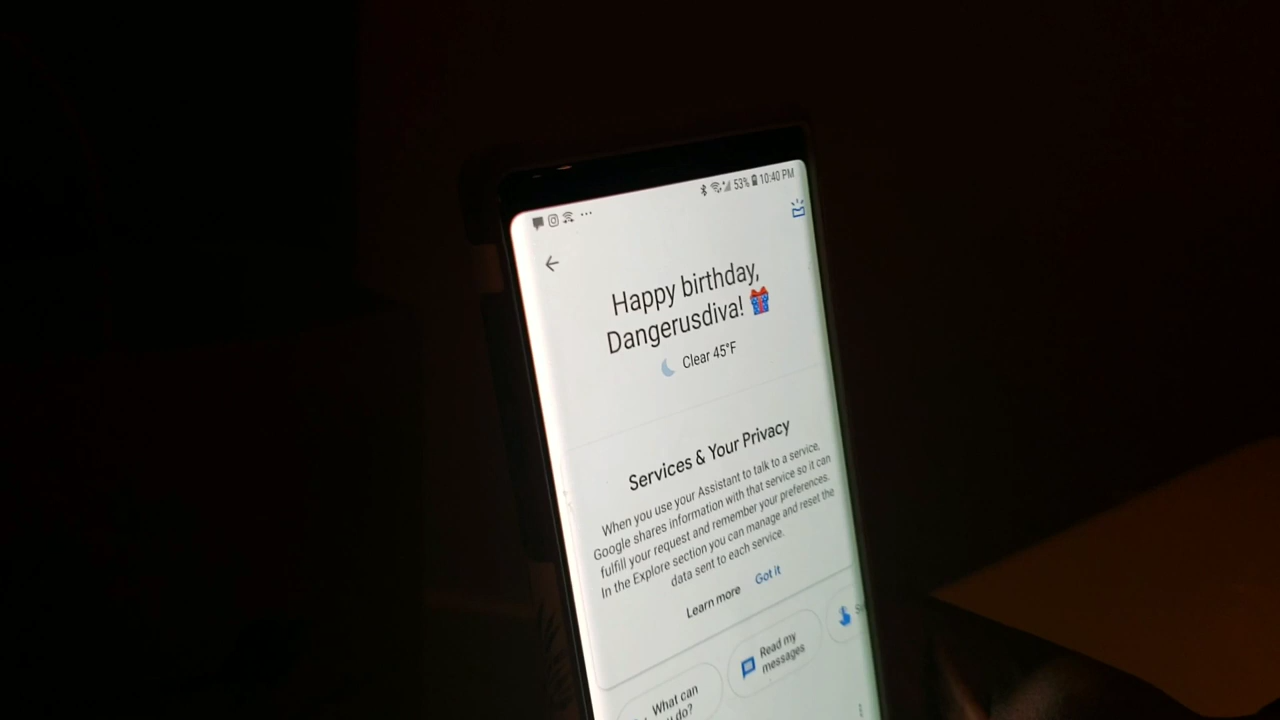 53% 10:40 PM
Happy birthday,
Dangerusdiva!
Clear 45°F
Services & Your Privacy
When you use your Assistant to talk to a service,
Google shares information with that service so it can
fulfill your request and remember your preferences.
In the Explore section you can manage and reset the
data sent to each service.
Learn more Got it
Read my
messages
What can
do?